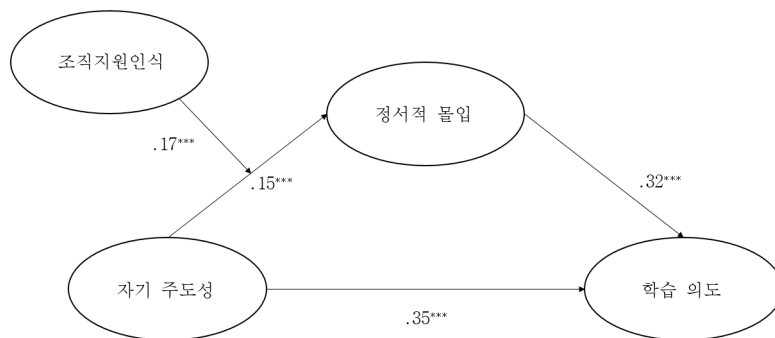 조직지원인식
정서적 몰입
.17***
.15***
.32***
자기 주도성
학습 의도
.35***